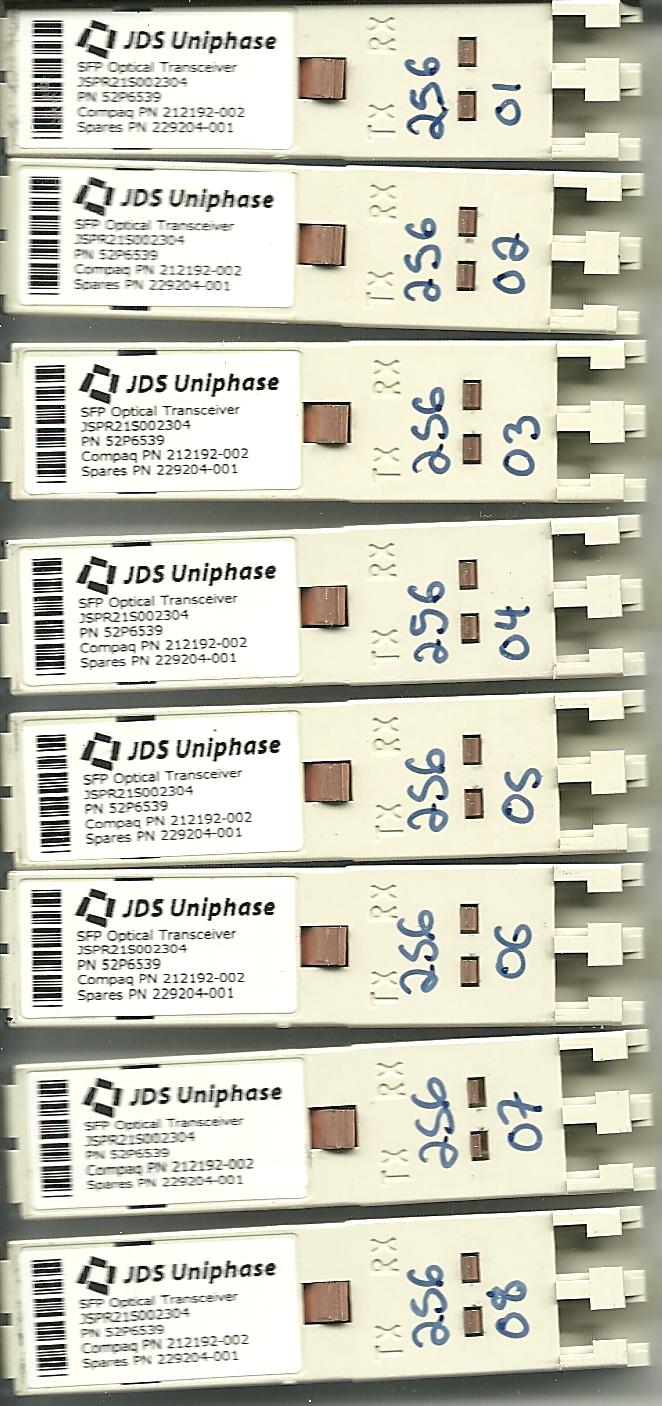 JDS Uniphase
SFP Optical Transceiver
JSPR21S002304
PN 52P6539
Compaq PN 212192-002
Spares PN 229204-001
TX RX
256
01
JDS Uniphase
SFP Optical Transceiver
JSPR21S002304
PN 52P6539
Compaq PN 212192-002
Spares PN 229204-001
TX RX
256
02
JDS Uniphase
SFP Optical Transceiver
JSPR21S002304
PN 52P6539
Compaq PN 212192-002
Spares PN 229204-001
TX RX
256
03
JDS Uniphase
SFP Optical Transceiver
JSPR21S002304
PN 52P6539
Compaq PN 212192-002
Spares PN 229204-001
TX RX
256
04
JDS Uniphase
SFP Optical Transceiver
JSPR21S002304
PN 52P6539
Compaq PN 212192-002
Spares PN 229204-001
TX RX
256
05
JDS Uniphase
SFP Optical Transceiver
JSPR21S002304
PN 52P6539
Compaq PN 212192-002
Spares PN 229204-001
TX RX
256
06
JDS Uniphase
SFP Optical Transceiver
JSPR21S002304
PN 52P6539
Compaq PN 212192-002
Spares PN 229204-001
TX RX
256
07
JDS Uniphase
SFP Optical Transceiver
JSPR21S002304
PN 52P6539
Compaq PN 212192-002
Spares PN 229204-001
TX RX
256
08